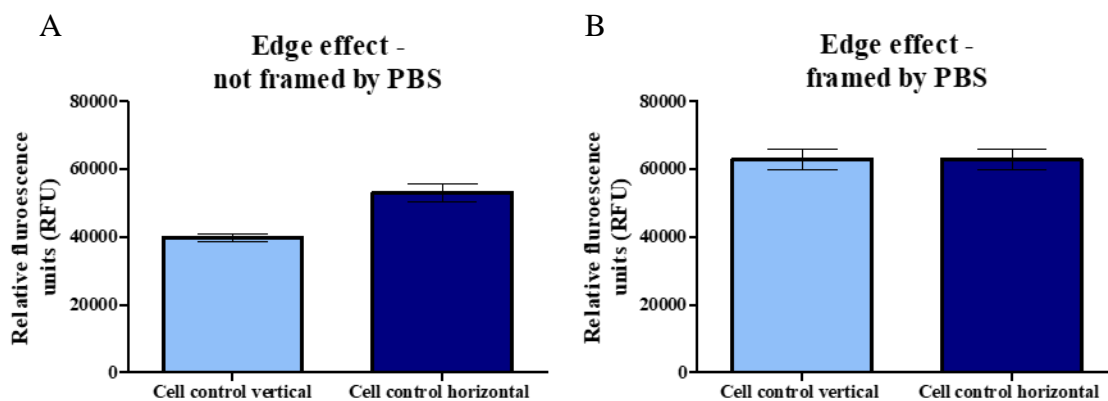 A
Edge effect -
not framed by PBS
Relative fluroescence
units (RFU)
80000
60000
40000
20000
0
Cell control vertical
Cell control horizontal
B
Edge effect -
framed by PBS
Relative fluroescence
units (RFU)
80000
60000
40000
20000
0
Cell control vertical
Cell control horizontal